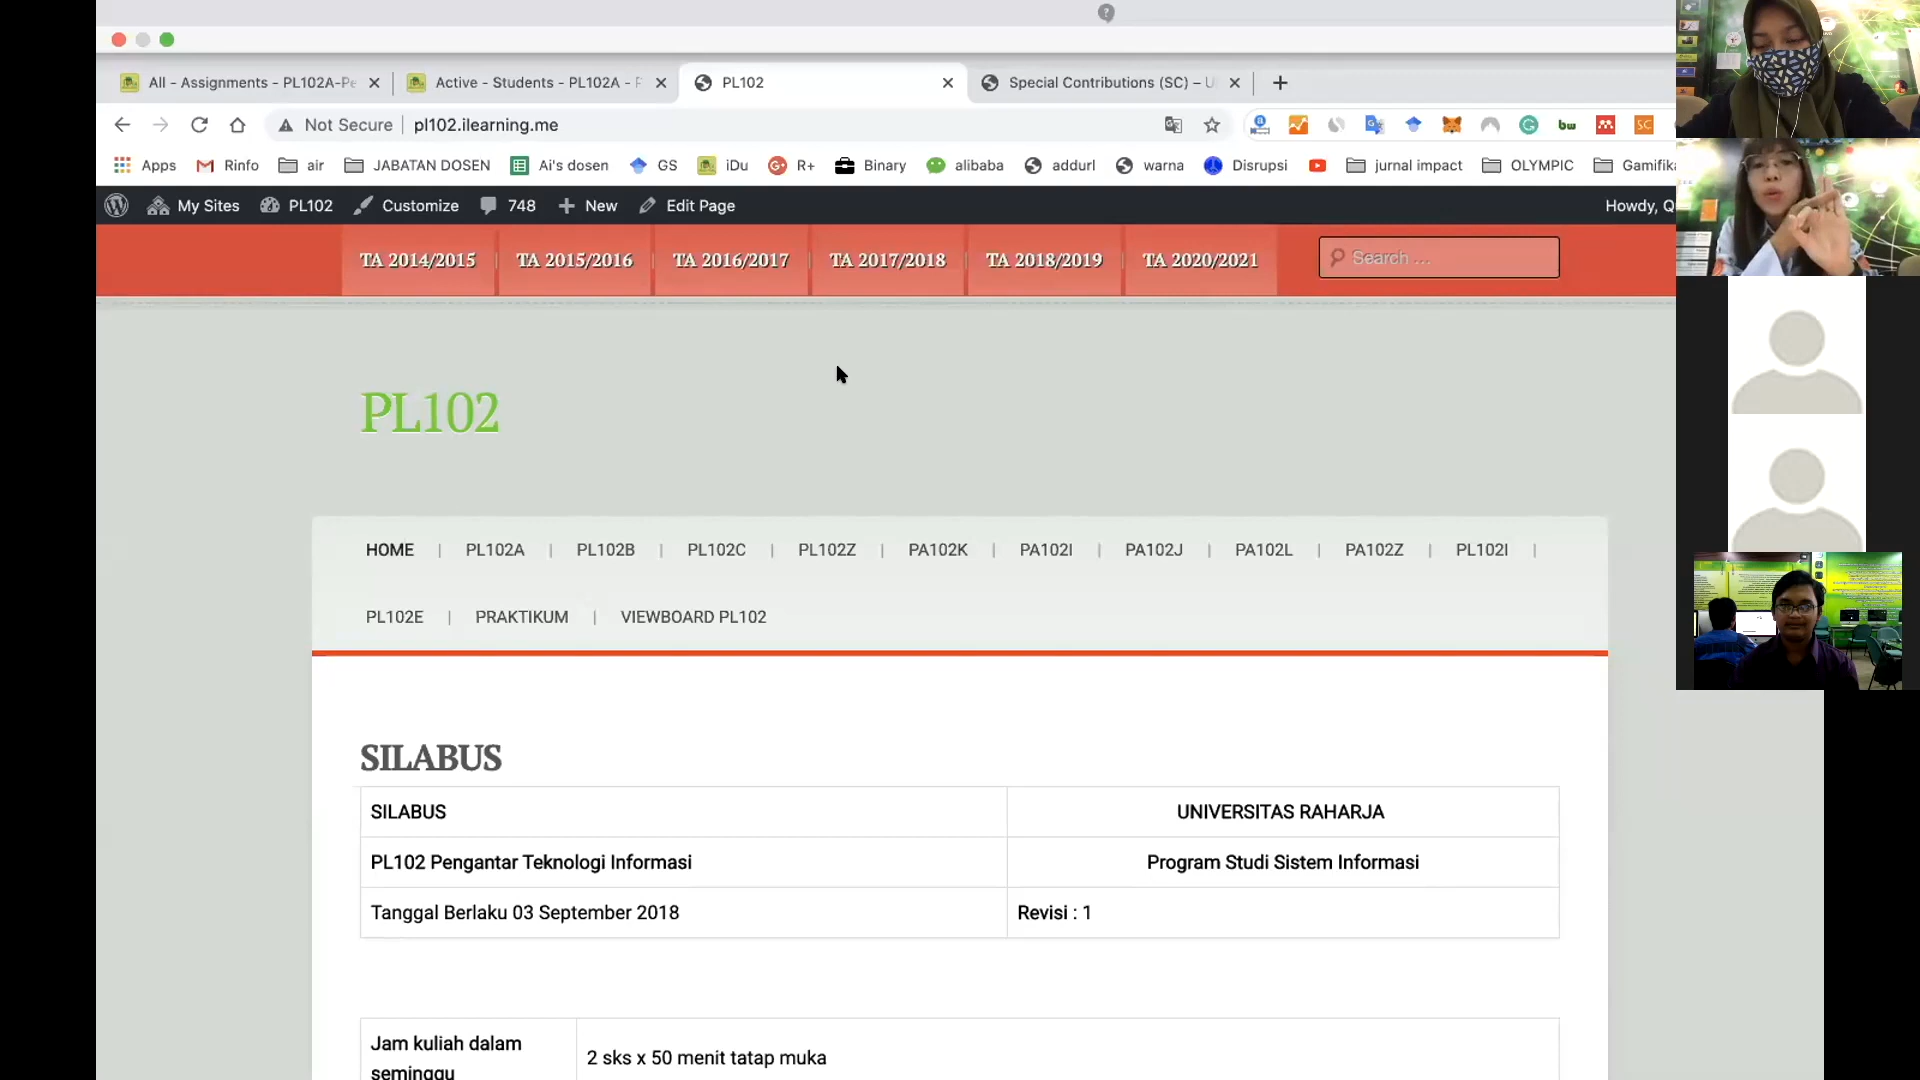 All - Assignments - PL102A-Pe
Active - Students - PL102A - P
PL102
Special Contributions (SC) – U
Not Secure
pl102.ilearning.me
Apps
Rinfo
air
JABATAN DOSEN
Ai's dosen
GS
iDu
R+
Binary
alibaba
addurl
warna
Disrupsi
jurnal impact
OLYMPIC
Gamifika
My Sites
PL102
Customize
748
New
Edit Page
Howdy, Q
TA 2014/2015
TA 2015/2016
TA 2016/2017
TA 2017/2018
TA 2018/2019
TA 2020/2021
Search ...
PL102
HOME | PL102A | PL102B | PL102C | PL102Z | PA102K | PA102I | PA102J | PA102L | PA102Z | PL102I |
PL102E | PRAKTIKUM | VIEWBOARD PL102
SILABUS
SILABUS
UNIVERSITAS RAHARJA
PL102 Pengantar Teknologi Informasi
Program Studi Sistem Informasi
Tanggal Berlaku 03 September 2018
Revisi : 1
Jam kuliah dalam
seminggu
2 sks x 50 menit tatap muka